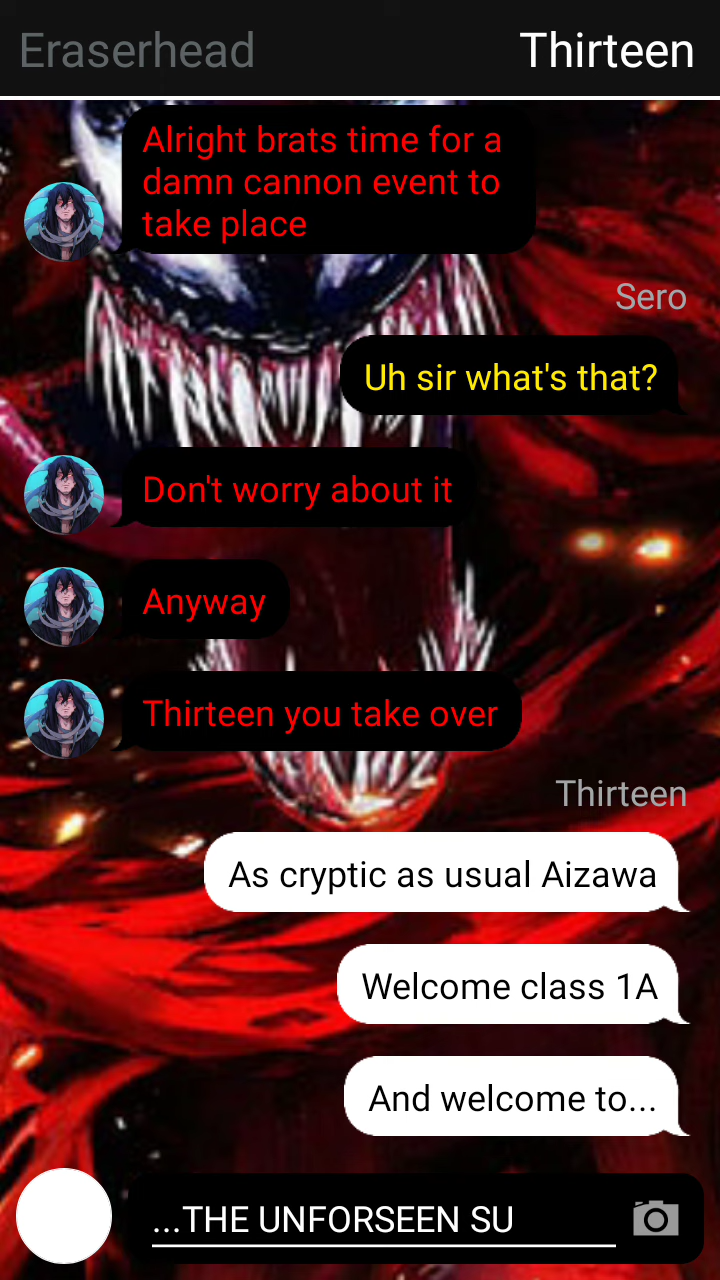 Eraserhead
Thirteen
Alright brats time for a
damn cannon event to
take place
Sero
Uh sir what's that?
Don't worry about it
Anyway
Thirteen you take over
Thirteen
As cryptic as usual Aizawa
Welcome class 1A
And welcome to...
...THE UNFORSEEN SU